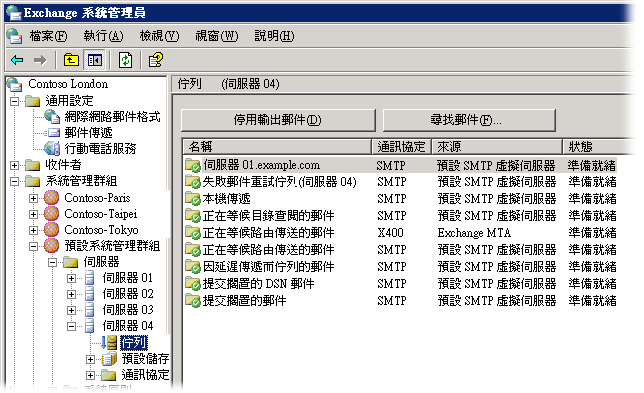 Exchange 系統管理員
檔案(F) 執行(A) 檢視(V) 視窗(W) 說明(H)
Contoso London
通用設定
網際網路郵件格式
郵件傳遞
行動電話服務
收件者
系統管理群組
Contoso-Paris
Contoso-Taipei
Contoso-Tokyo
預設系統管理群組
伺服器
伺服器 01
伺服器 02
伺服器 03
伺服器 04
佇列
預設儲存
通訊協定
佇列 (伺服器 04)
停用輸出郵件(D) 尋找郵件(F)...
名稱 通訊協定 來源 狀態
伺服器 01.example.com SMTP 預設 SMTP 虛擬伺服器 準備就緒
失敗郵件重試佇列(伺服器 04) SMTP 預設 SMTP 虛擬伺服器 準備就緒
本機傳遞 SMTP 預設 SMTP 虛擬伺服器 準備就緒
正在等候目錄查閱的郵件 SMTP 預設 SMTP 虛擬伺服器 準備就緒
正在等候路由傳送的郵件 X400 Exchange MTA 準備就緒
正在等候路由傳送的郵件 SMTP 預設 SMTP 虛擬伺服器 準備就緒
因延遲傳遞而佇列的郵件 SMTP 預設 SMTP 虛擬伺服器 準備就緒
提交擱置的 DSN 郵件 SMTP 預設 SMTP 虛擬伺服器 準備就緒
提交擱置的郵件 SMTP 預設 SMTP 虛擬伺服器 準備就緒